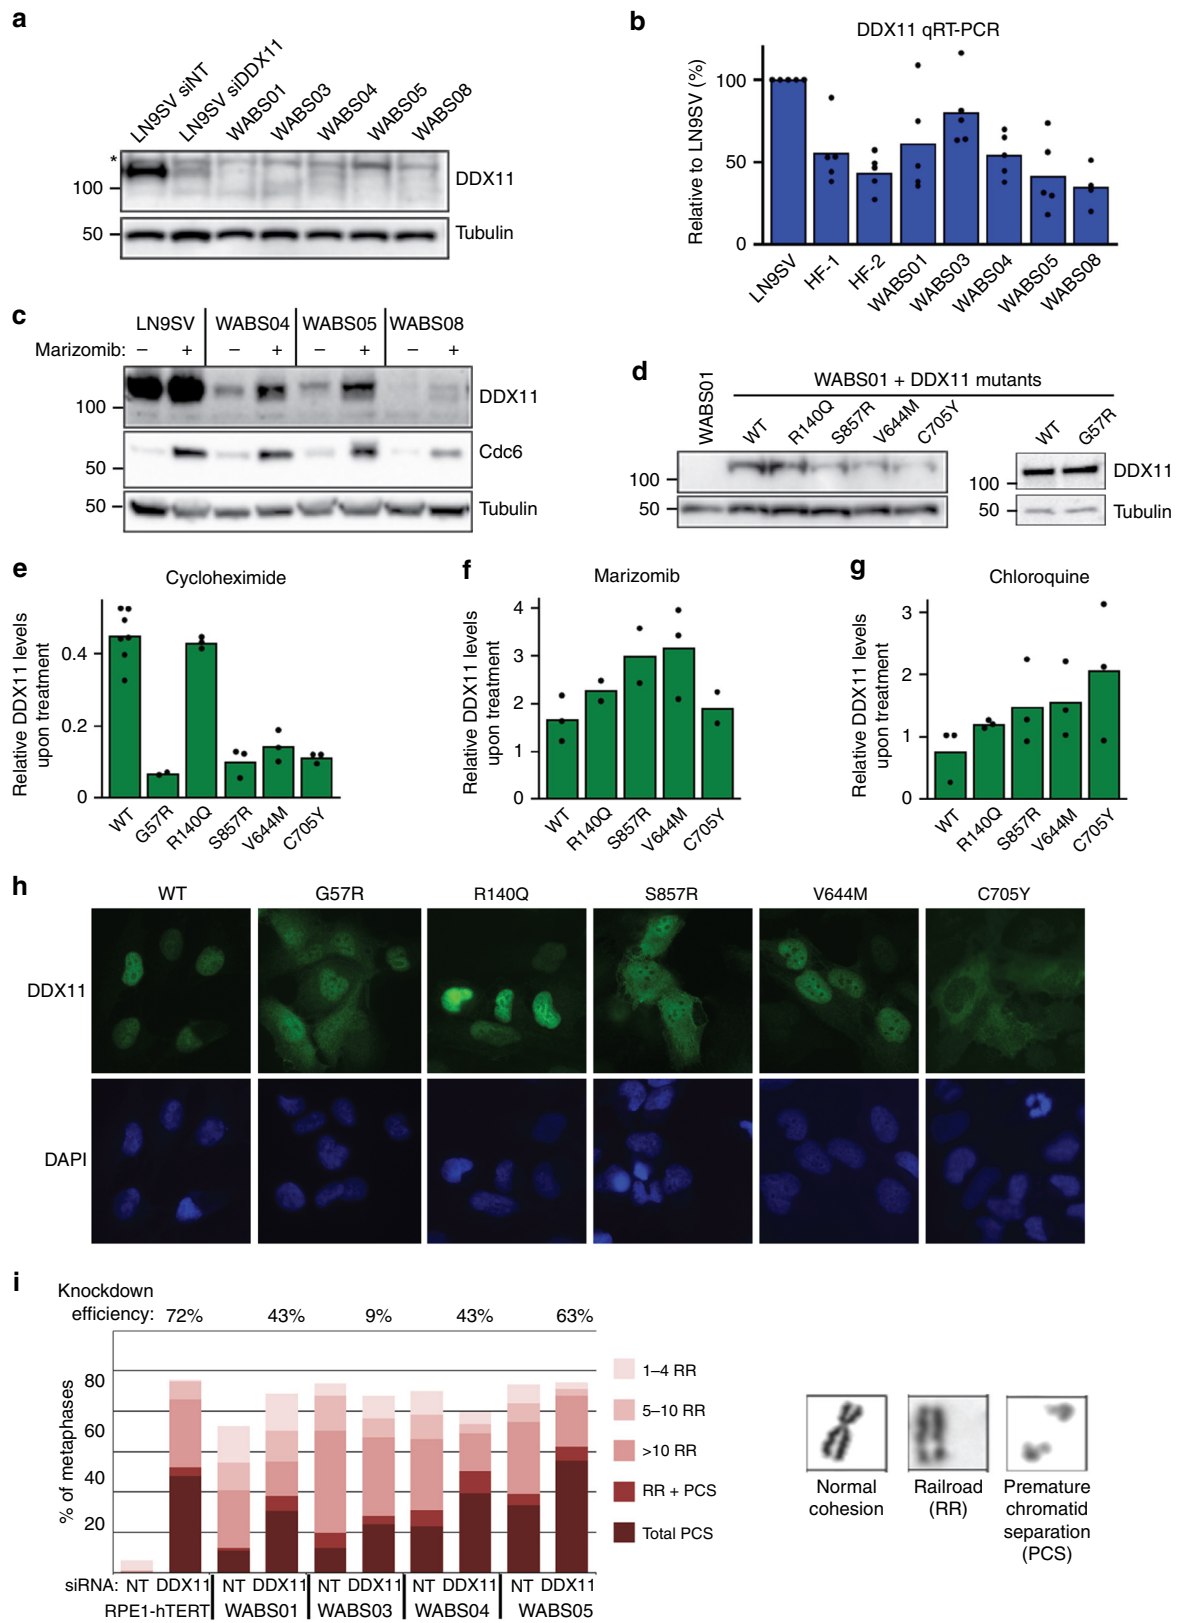 a
LN9SV siNT
LN9SV siDDX11
WABS01
WABS03
WABS04
WABS05
WABS08
*
100
DDX11
50
Tubulin
b
DDX11 qRT-PCR
Relative to LN9SV (%)
100
50
0
LN9SV
HF-1
HF-2
WABS01
WABS03
WABS04
WABS05
WABS08
c
LN9SV WABS04 WABS05 WABS08
Marizomib: – + – + – + – +
100
DDX11
50
Cdc6
50
Tubulin
d
WABS01
WABS01 + DDX11 mutants
WT
R140Q
S857R
V644M
C705Y
WT
G57R
100
100
DDX11
50
50
Tubulin
e
Cycloheximide
Relative DDX11 levels
upon treatment
0.4
0.2
0
WT
G57R
R140Q
S857R
V644M
C705Y
f
Marizomib
Relative DDX11 levels
upon treatment
4
3
2
1
0
WT
R140Q
S857R
V644M
C705Y
g
Chloroquine
Relative DDX11 levels
upon treatment
3
2
1
0
WT
R140Q
S857R
V644M
C705Y
h
WT G57R R140Q S857R V644M C705Y
DDX11
DAPI
i
Knockdown
efficiency: 72% 43% 9% 43% 63%
% of metaphases
80
60
40
20
1–4 RR
5–10 RR
>10 RR
RR + PCS
Total PCS
siRNA: NT DDX11 NT DDX11 NT DDX11 NT DDX11 NT DDX11
RPE1-hTERT WABS01 WABS03 WABS04 WABS05
Normal
cohesion
Railroad
(RR)
Premature
chromatid
separation
(PCS)